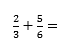 2/3 + 5/6 =